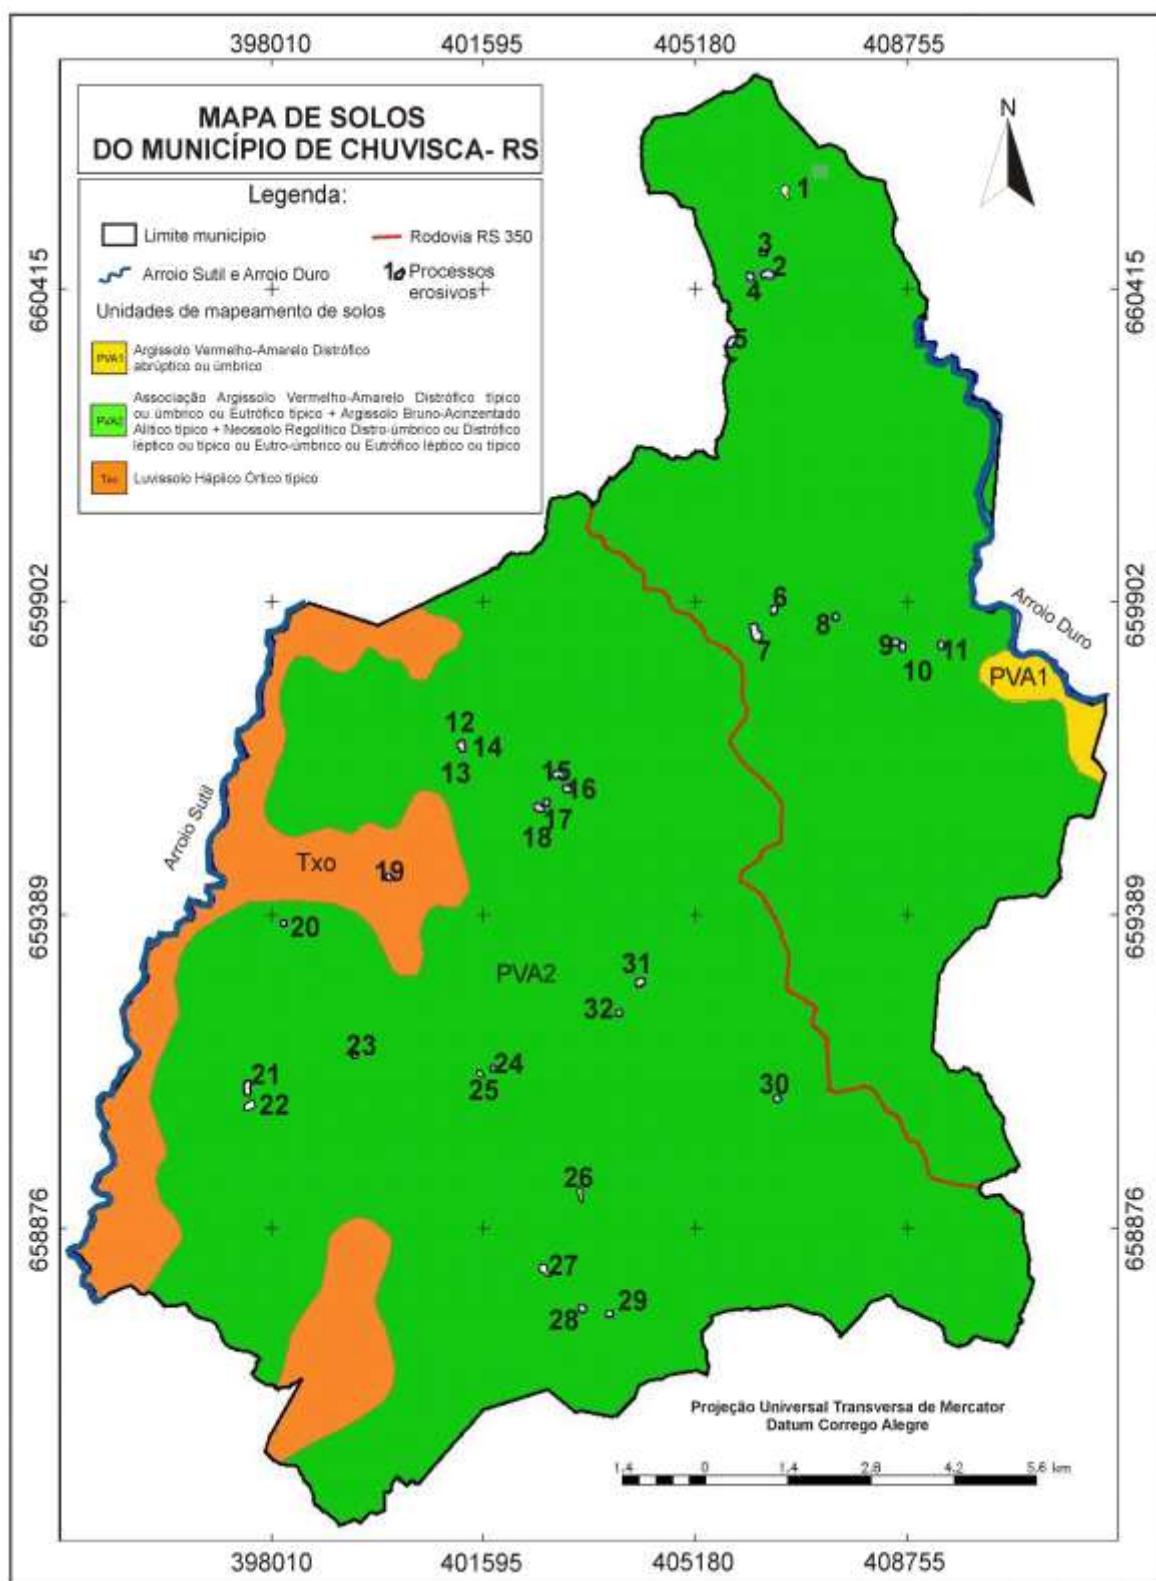 398010 401595 405180 408755
MAPA DE SOLOS
DO MUNICÍPIO DE CHUVISCA- RS
Legenda:
Limite município
Rodovia RS 350
Arroio Sutil e Arroio Duro
1 Processos
erosivos
Unidades de mapeamento de solos
PVA1
Argissolo Vermelho-Amarelo Distrófico
abrúptico ou úmbrico
PVA2
Associação Argissolo Vermelho-Amarelo Distrófico típico
ou úmbrico ou Eutrófico típico + Argissolo Bruno-Acinzentado
Alítico típico + Neossolo Regolítico Distro-úmbrico ou Distrófico
léptico ou típico ou Eutro-úmbrico ou Eutrófico léptico ou típico
Txo
Luvissolo Háplico Órtico típico
N
1
3
2
4
5
660415
660415
659902
659902
6
8
7
9
10
11
Arroio Duro
PVA1
12
14
13
15
16
17
18
Arroio Sutil
Txo
19
659389
659389
20
PVA2
31
32
23
24
25
21
22
30
26
658876
658876
27
28
29
Projeção Universal Transversa de Mercator
Datum Corrego Alegre
1.4 0 1.4 2.8 4.2 5.6 km
398010 401595 405180 408755